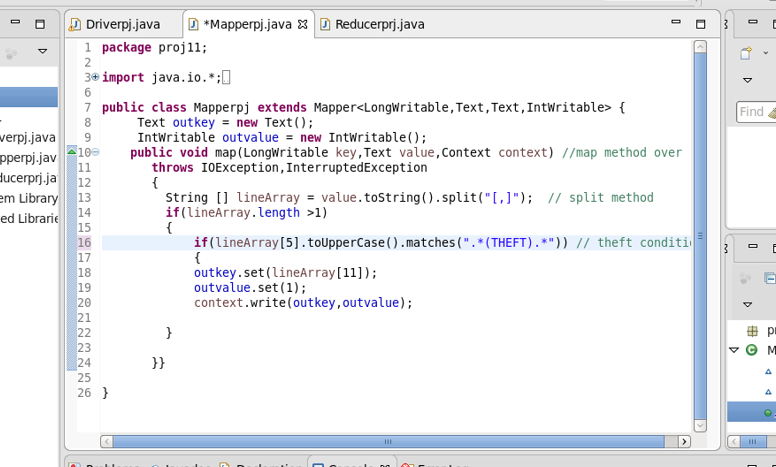 Driverpj.java
*Mapperpj.java
Reducerprj.java
1 package proj11;
2
3 import java.io.*;
6
7 public class Mapperpj extends Mapper<LongWritable,Text,Text,IntWritable> {
8 Text outkey = new Text();
9 IntWritable outvalue = new IntWritable();
10 public void map(LongWritable key,Text value,Context context) //map method over
11 throws IOException,InterruptedException
12 {
13 String [] lineArray = value.toString().split("[,]"); // split method
14 if(lineArray.length >1)
15 {
16 if(lineArray[5].toUpperCase().matches(".*(THEFT).*")) // theft conditi
17 {
18 outkey.set(lineArray[11]);
19 outvalue.set(1);
20 context.write(outkey,outvalue);
21
22 }
23
24 }}
25
26 }
verpj.java
pperpj.jav
ducerprj.ja
em Library
ed Librarie
Find
p
M